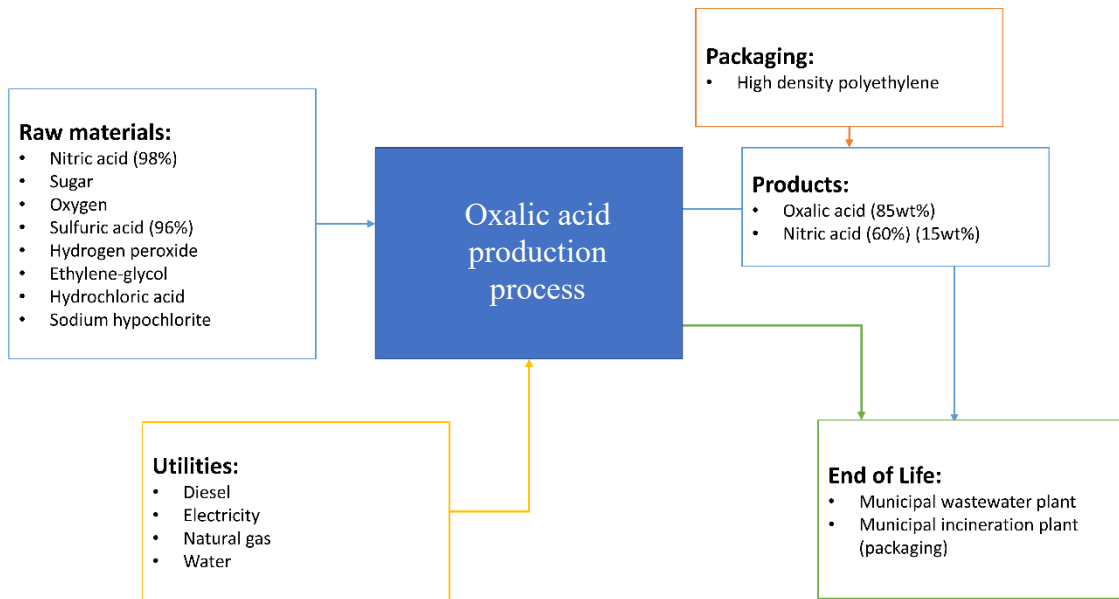 Packaging:
• High density polyethylene
Raw materials:
• Nitric acid (98%)
• Sugar
• Oxygen
• Sulfuric acid (96%)
• Hydrogen peroxide
• Ethylene-glycol
• Hydrochloric acid
• Sodium hypochlorite
Oxalic acid
production
process
Products:
• Oxalic acid (85wt%)
• Nitric acid (60%) (15wt%)
Utilities:
• Diesel
• Electricity
• Natural gas
• Water
End of Life:
• Municipal wastewater plant
• Municipal incineration plant
(packaging)